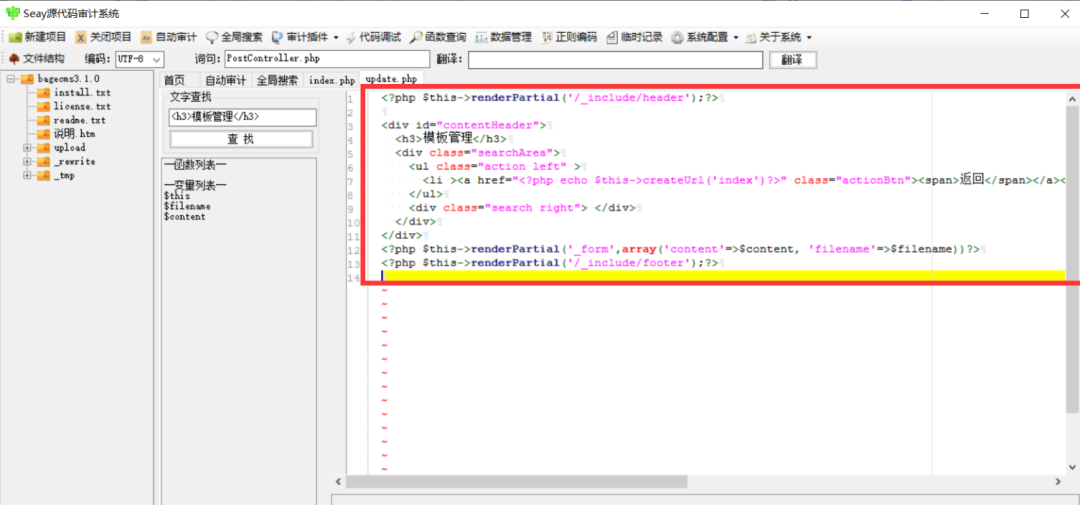 Seay源代码审计系统
新建项目 关闭项目 自动审计 全局搜索 审计插件 代码调试 函数查询 数据管理 正则编码 临时记录 系统配置 关于系统
文件结构 编码: UTF-8 词句: PostController.php 翻译: 翻译
bagecms3.1.0
install.txt
license.txt
readme.txt
说明.htm
upload
_rewrite
_tmp
首页 自动审计 全局搜索 index.php update.php
文字查找
<h3>模板管理</h3>
查 找
函数列表
变量列表
$this
$filename
$content
1 <?php $this->renderPartial('/_include/header');?>
2
3 <div id="contentHeader">
4 <h3>模板管理</h3>
5 <div class="searchArea">
6 <ul class="action left" >
7 <li ><a href="<?php echo $this->createUrl('index')?>" class="actionBtn"><span>返回</span></a><
8 </ul>
9 <div class="search right"> </div>
10 </div>
11 </div>
12 <?php $this->renderPartial('_form',array('content'=>$content, 'filename'=>$filename))?>
13 <?php $this->renderPartial('/_include/footer');?>
14
~
~
~
~
~
~
~
~
~
~
~
~
~
~